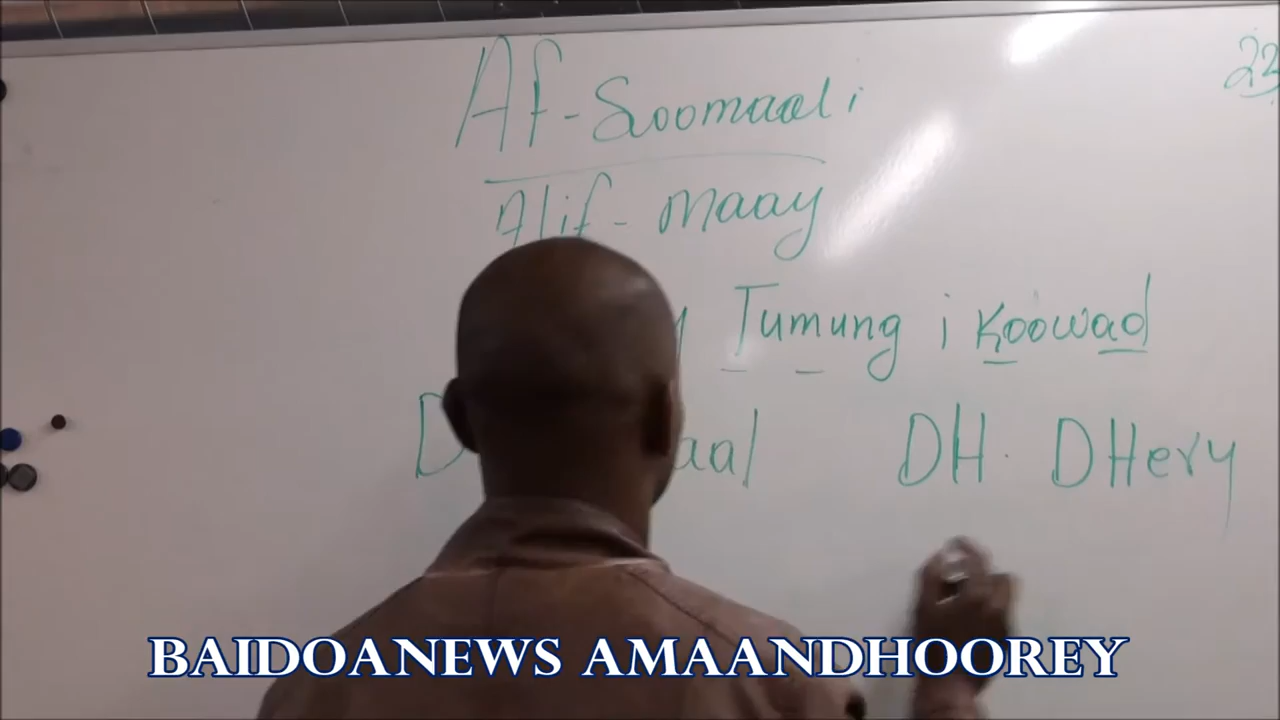 Af-Soomaali
Alif-Maay
Tumung i Koowad
DH. DHery
BAIDOANEWS AMAANDHOOREY